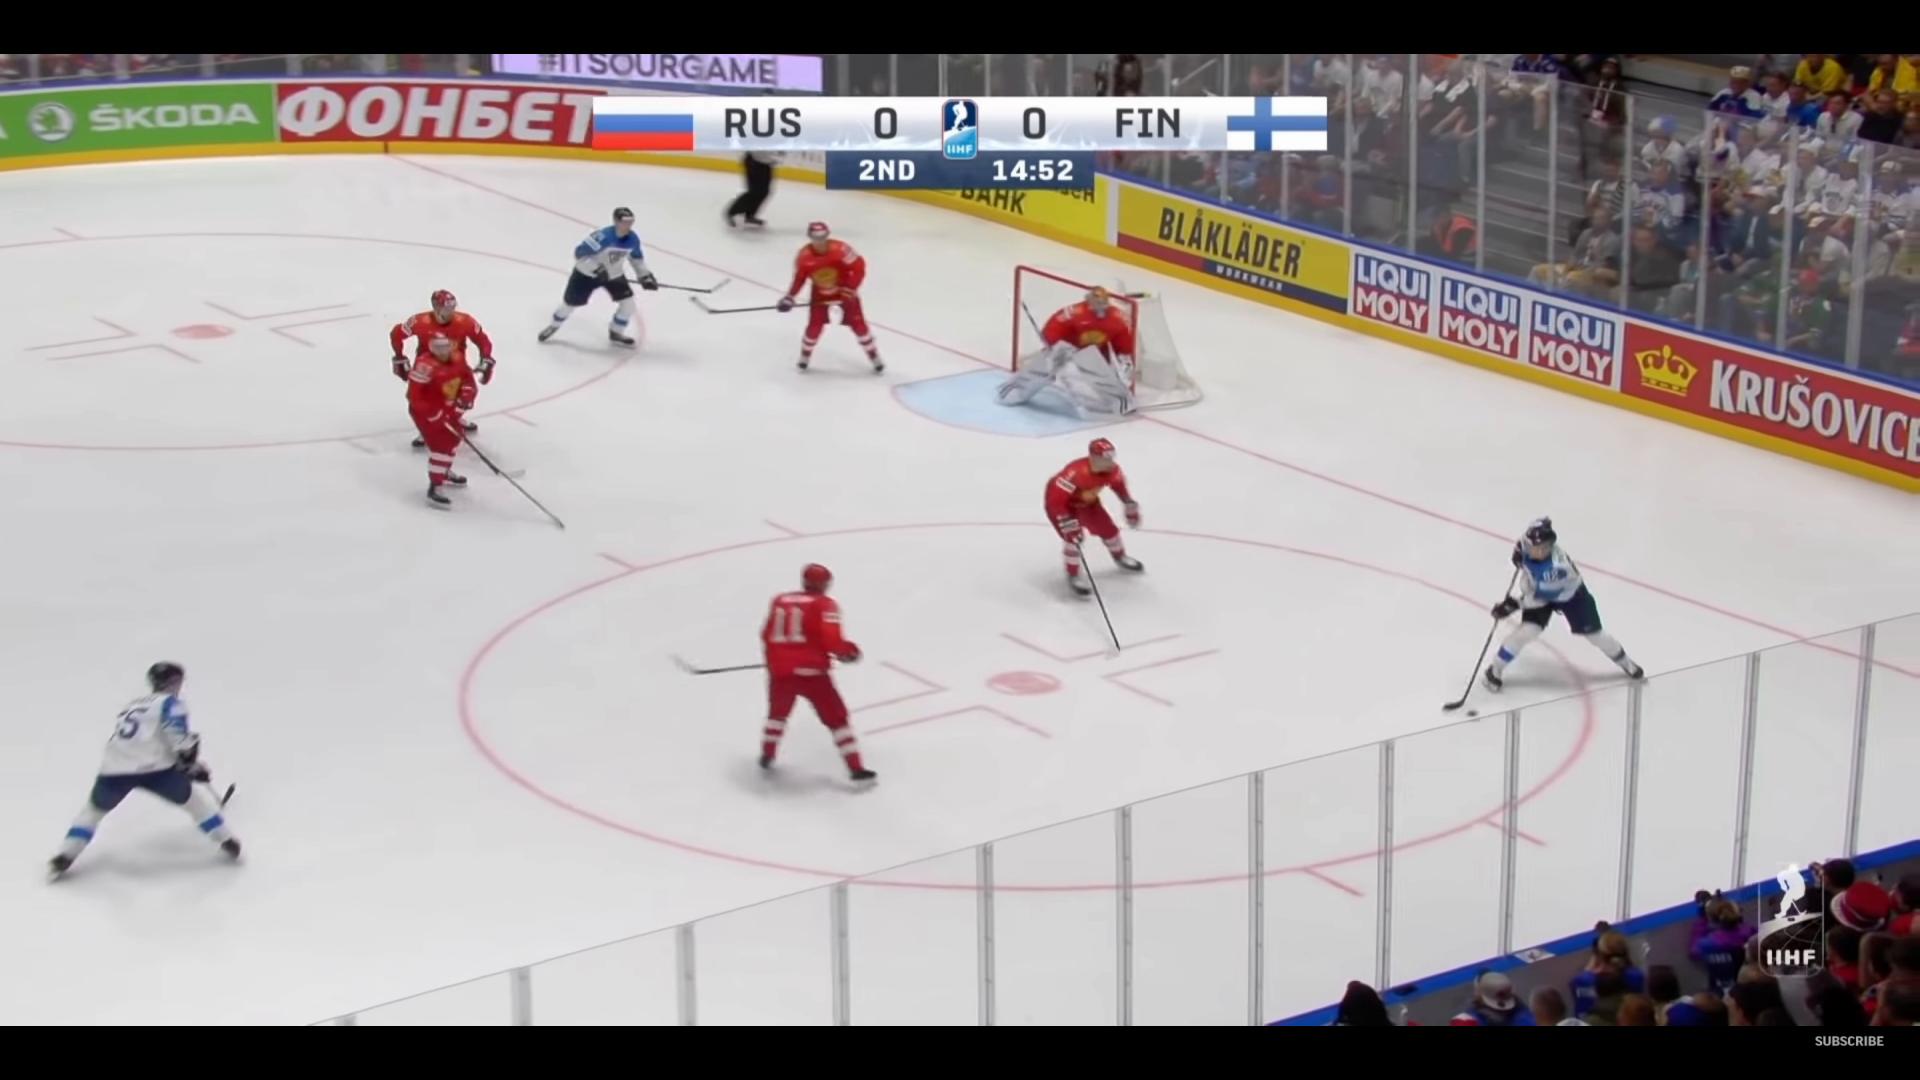 #ITSOURGAME
ŠKODA
ФОНБЕТ
RUS 0 IIHF 0 FIN
2ND 14:52
БАНК
BLÅKLÄDER
WORKWEAR
LIQUI MOLY
LIQUI MOLY
LIQUI MOLY
KRUŠOVICE
11
IIHF
SUBSCRIBE